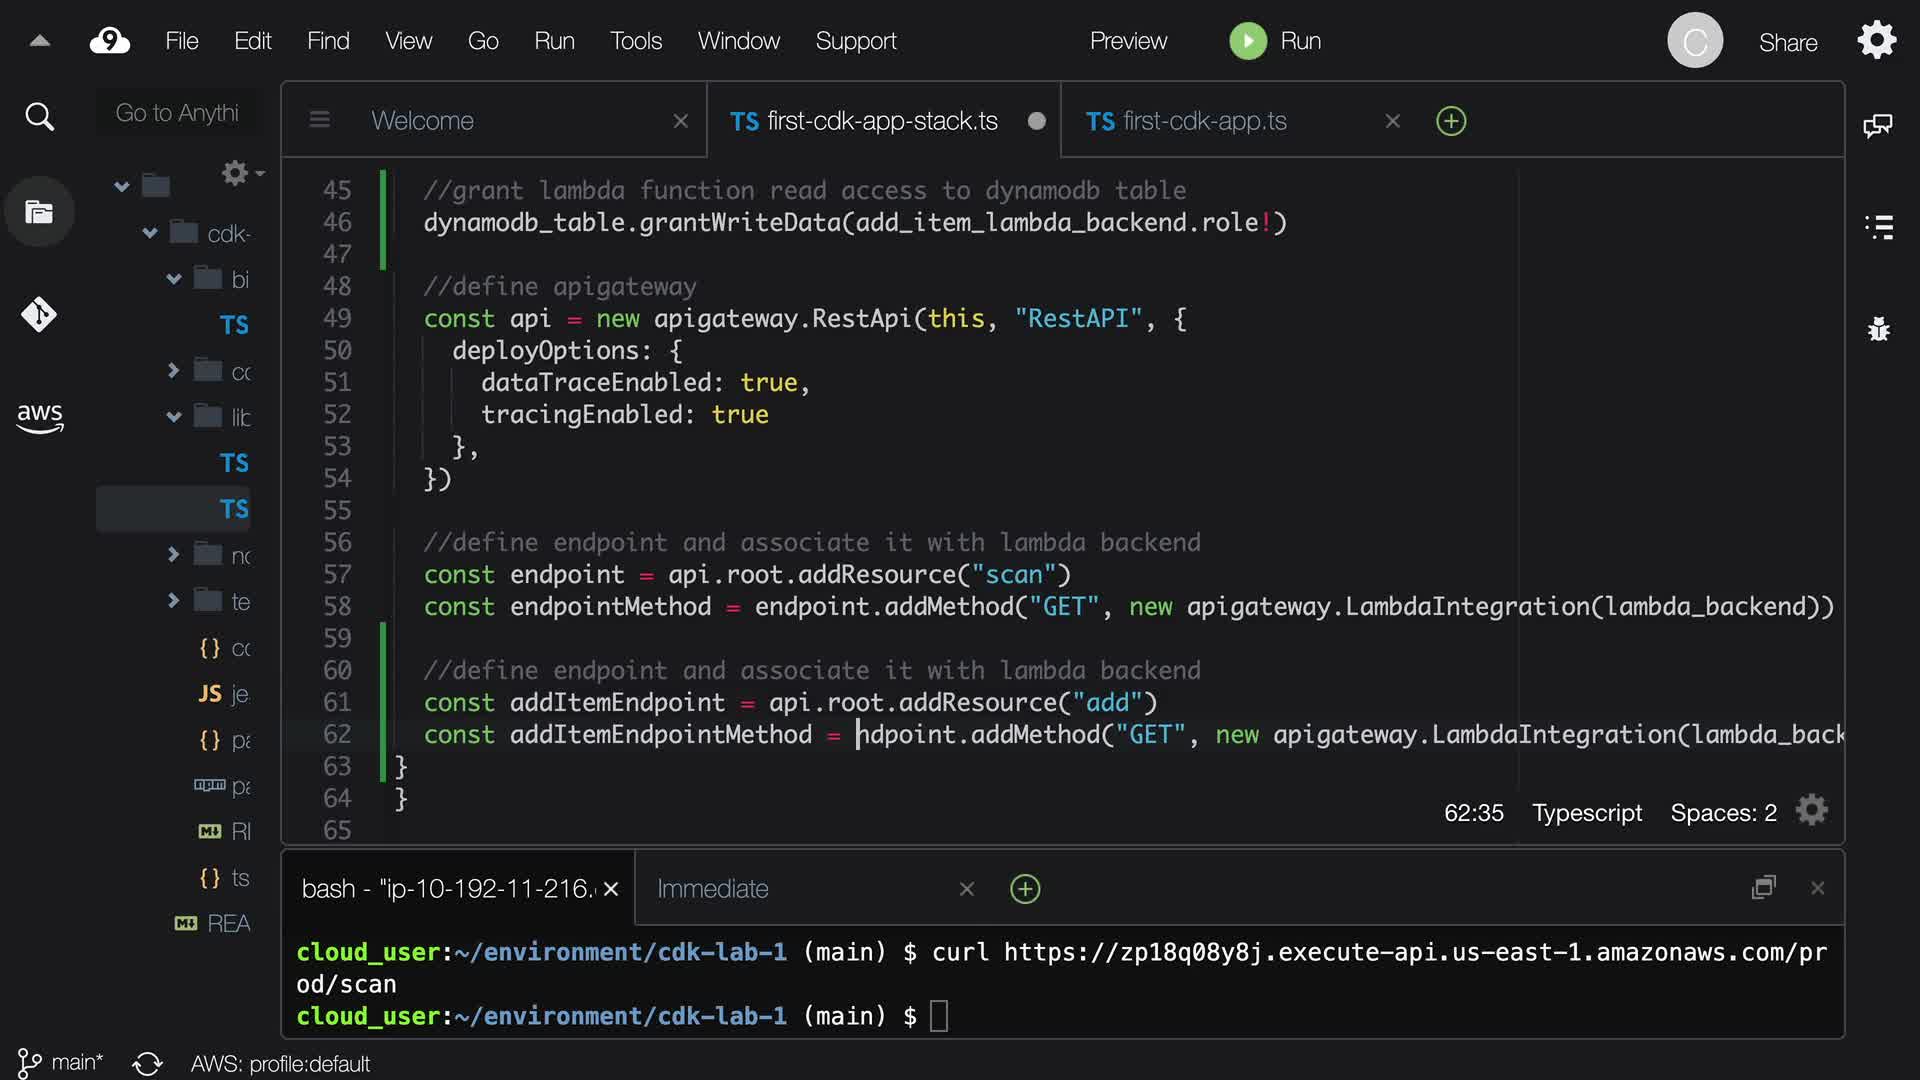 9 File Edit Find View Go Run Tools Window Support Preview Run C Share
Go to Anythi
Welcome
TS first-cdk-app-stack.ts
TS first-cdk-app.ts
aws
cdk-
bi
TS
cc
lib
TS
TS
nc
te
{} cc
JS je
{} pa
npm pa
M↓ RI
{} ts
M↓ REA
45 //grant lambda function read access to dynamodb table
46 dynamodb_table.grantWriteData(add_item_lambda_backend.role!)
47
48 //define apigateway
49 const api = new apigateway.RestApi(this, "RestAPI", {
50 deployOptions: {
51 dataTraceEnabled: true,
52 tracingEnabled: true
53 },
54 })
55
56 //define endpoint and associate it with lambda backend
57 const endpoint = api.root.addResource("scan")
58 const endpointMethod = endpoint.addMethod("GET", new apigateway.LambdaIntegration(lambda_backend))
59
60 //define endpoint and associate it with lambda backend
61 const addItemEndpoint = api.root.addResource("add")
62 const addItemEndpointMethod = ndpoint.addMethod("GET", new apigateway.LambdaIntegration(lambda_back
63 }
64 }
65
62:35 Typescript Spaces: 2
bash - "ip-10-192-11-216.
Immediate
cloud_user:~/environment/cdk-lab-1 (main) $ curl https://zp18q08y8j.execute-api.us-east-1.amazonaws.com/pr
od/scan
cloud_user:~/environment/cdk-lab-1 (main) $
main* AWS: profile:default